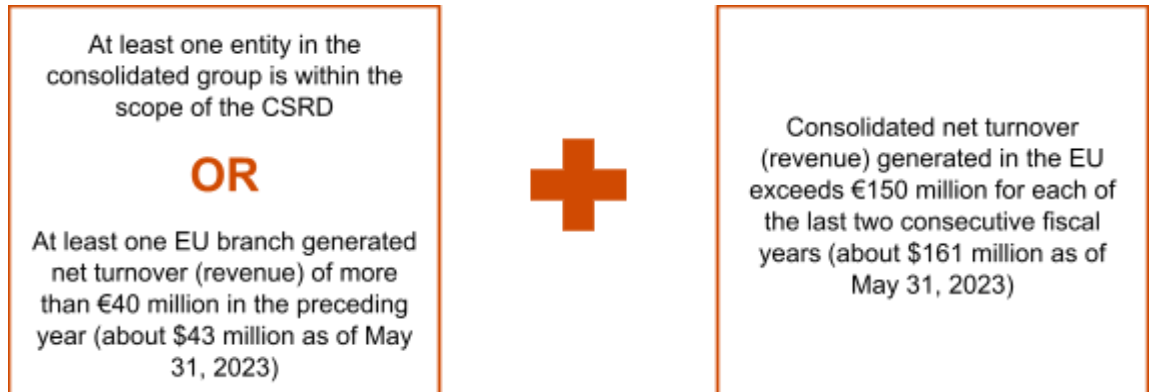 At least one entity in the
consolidated group is within the
scope of the CSRD
OR
At least one EU branch generated
net turnover (revenue) of more
than €40 million in the preceding
year (about $43 million as of May
31, 2023)
Consolidated net turnover
(revenue) generated in the EU
exceeds €150 million for each of
the last two consecutive fiscal
years (about $161 million as of
May 31, 2023)